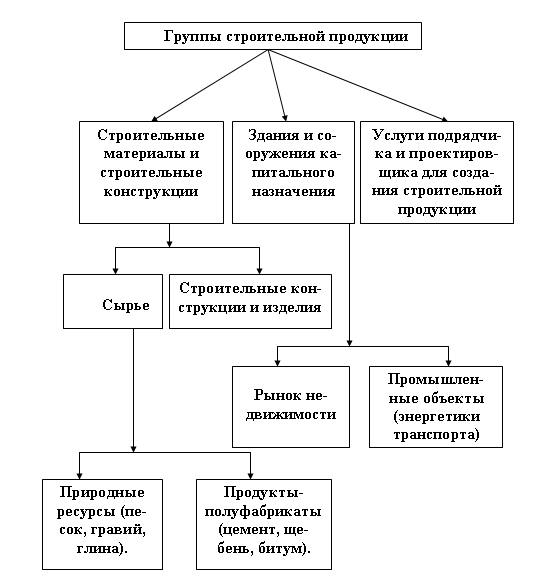 Группы строительной продукции
Строительные
материалы и
строительные
конструкции
Здания и со-
оружения ка-
питального
назначения
Услуги подрядчи-
ка и проектиров-
щика для созда-
ния строительной
продукции
Сырье
Строительные кон-
струкции и изделия
Рынок не-
движимости
Промышлен-
ные объекты
(энергетики
транспорта)
Природные
ресурсы (пе-
сок, гравий,
глина).
Продукты-
полуфабрикаты
(цемент, ще-
бень, битум).